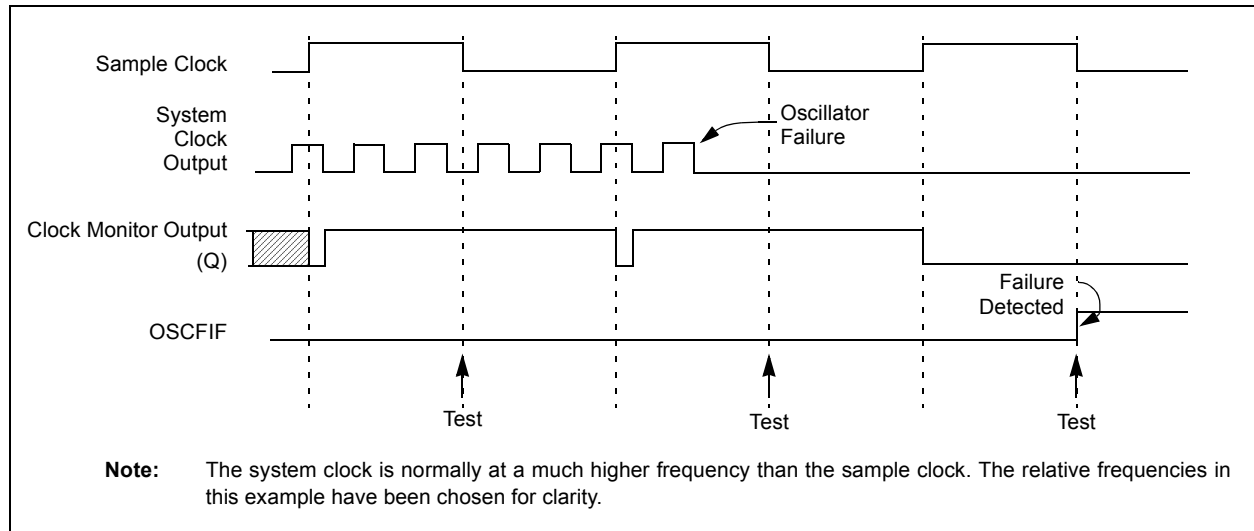 Sample Clock
System
Clock
Output
Oscillator
Failure
Clock Monitor Output
(Q)
Failure
Detected
OSCFIF
Test
Test
Test
Note: The system clock is normally at a much higher frequency than the sample clock. The relative frequencies in
this example have been chosen for clarity.